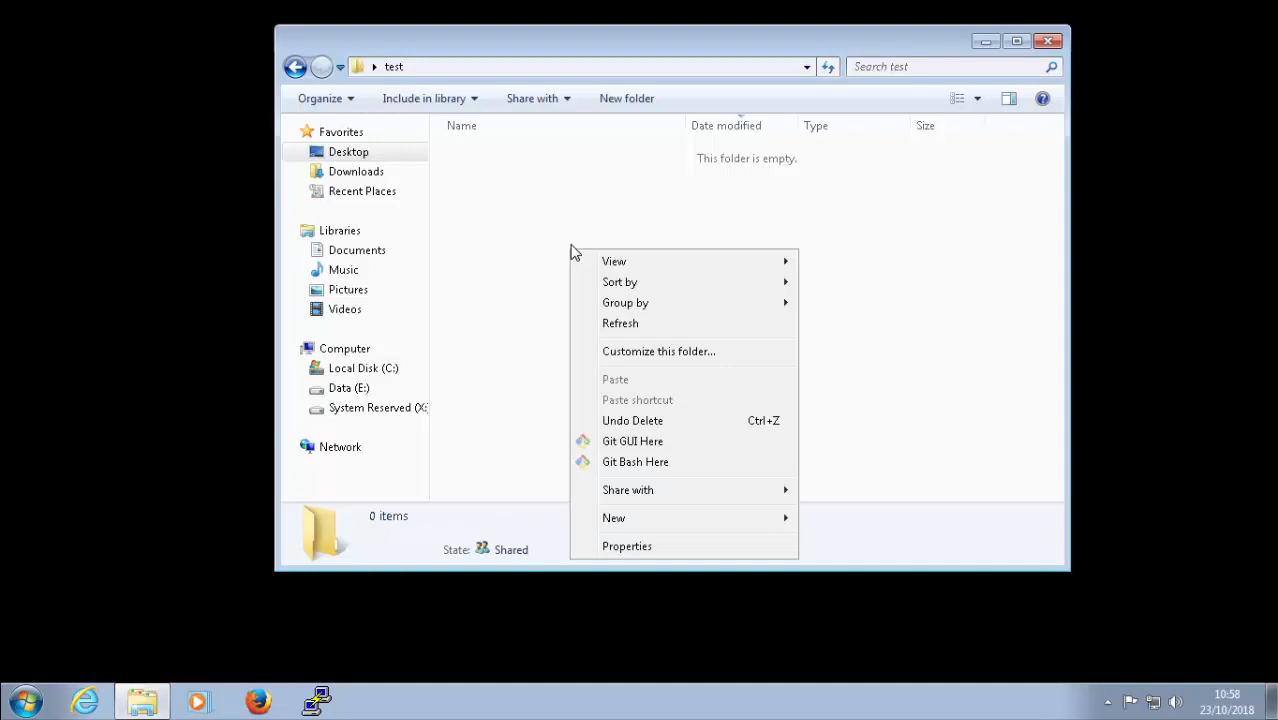 test
Search test
Organize Include in library Share with New folder
Name Date modified Type Size
This folder is empty.
Favorites
Desktop
Downloads
Recent Places
Libraries
Documents
Music
Pictures
Videos
Computer
Local Disk (C:)
Data (E:)
System Reserved (X:
Network
View
Sort by
Group by
Refresh
Customize this folder...
Paste
Paste shortcut
Undo Delete Ctrl+Z
Git GUI Here
Git Bash Here
Share with
New
Properties
0 items
State: Shared
10:58
23/10/2018